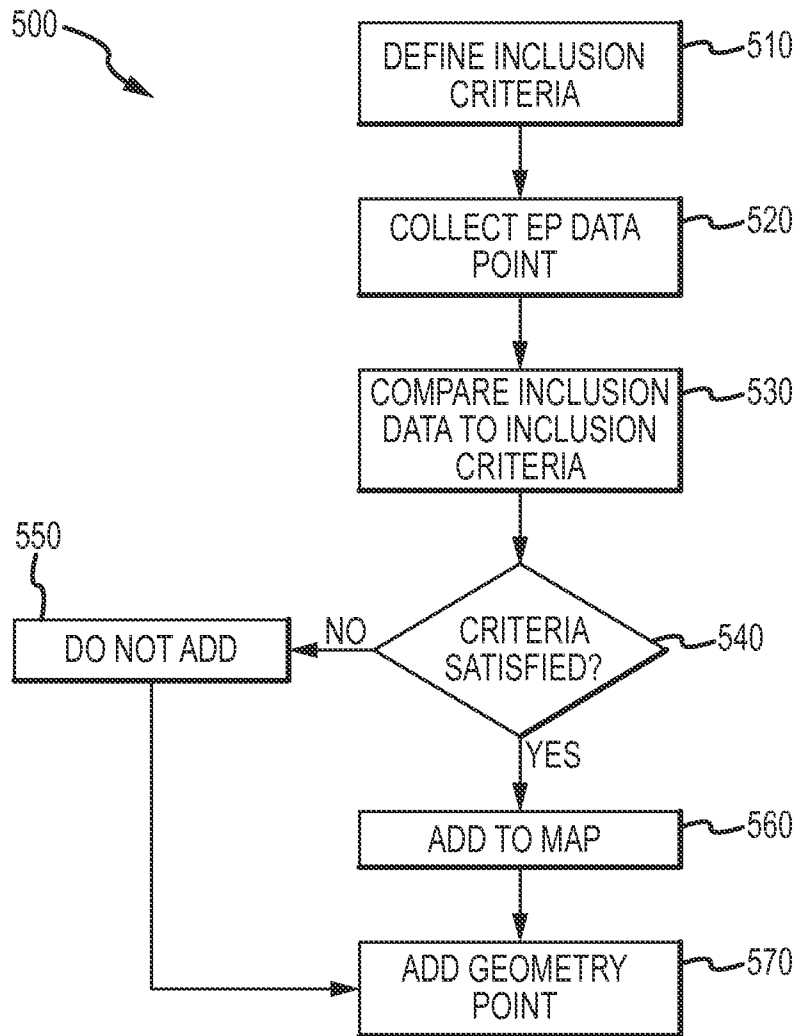 500
DEFINE INCLUSION
CRITERIA
510
COLLECT EP DATA
POINT
520
COMPARE INCLUSION
DATA TO INCLUSION
CRITERIA
530
CRITERIA
SATISFIED?
540
NO
550
DO NOT ADD
YES
ADD TO MAP
560
ADD GEOMETRY
POINT
570